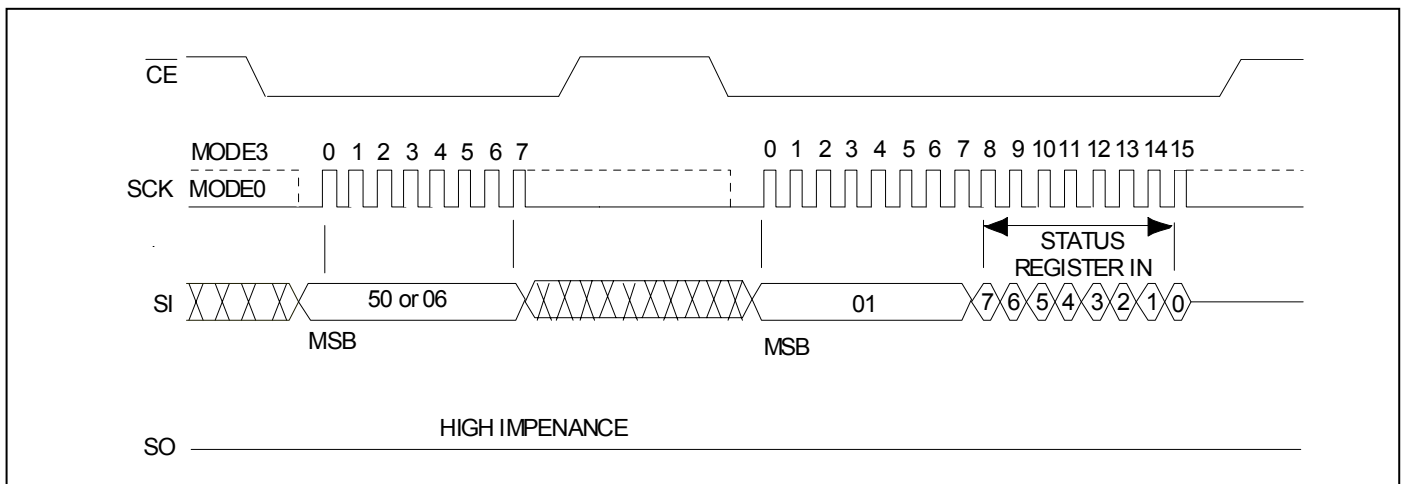 CE
MODE3 0 1 2 3 4 5 6 7 0 1 2 3 4 5 6 7 8 9 10 11 12 13 14 15
SCK MODE0
STATUS
REGISTER IN
SI 50 or 06 01 7 6 5 4 3 2 1 0
MSB MSB
HIGH IMPENANCE
SO